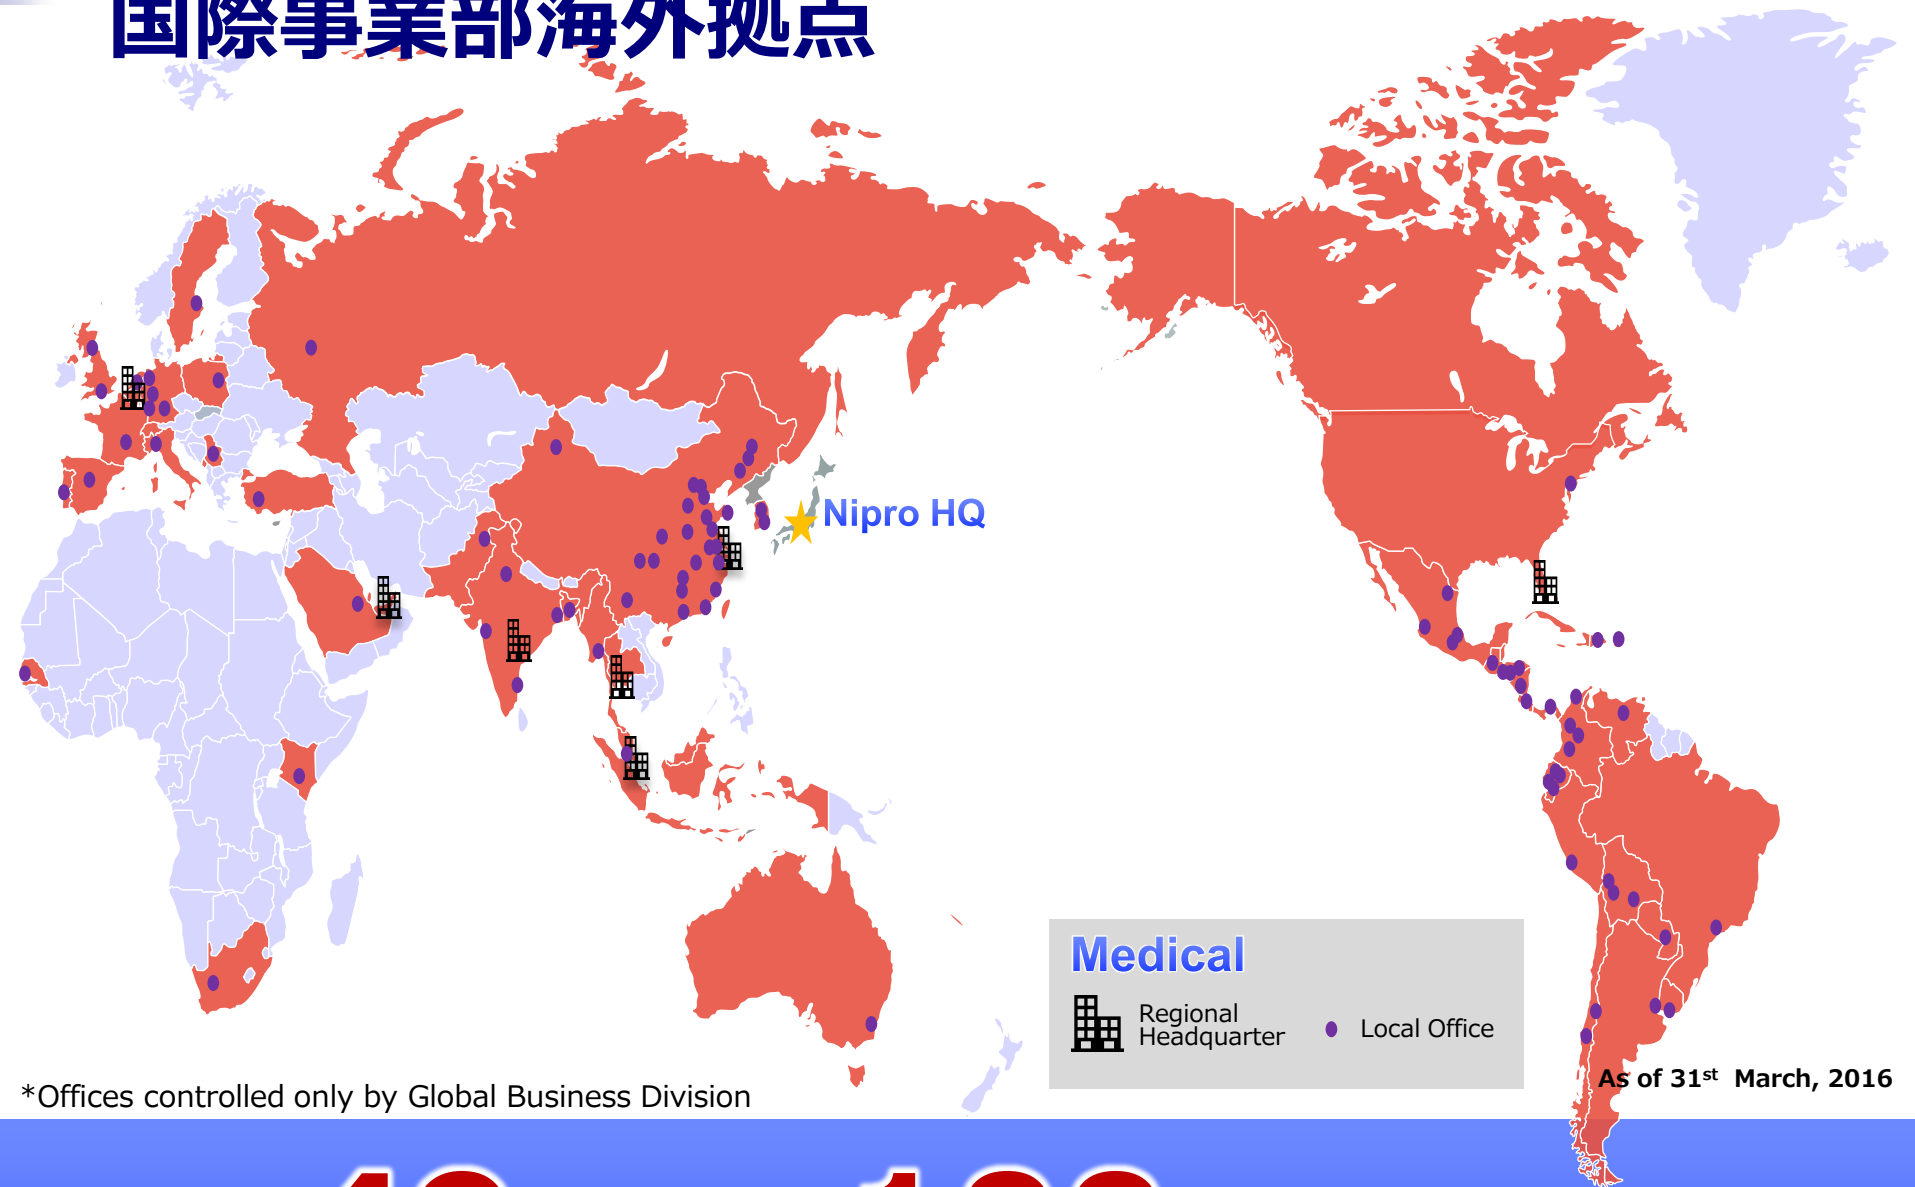 国際事業部海外拠点
Nipro HQ
Medical
Regional
Headquarter
Local Office
As of 31st March, 2016
*Offices controlled only by Global Business Division